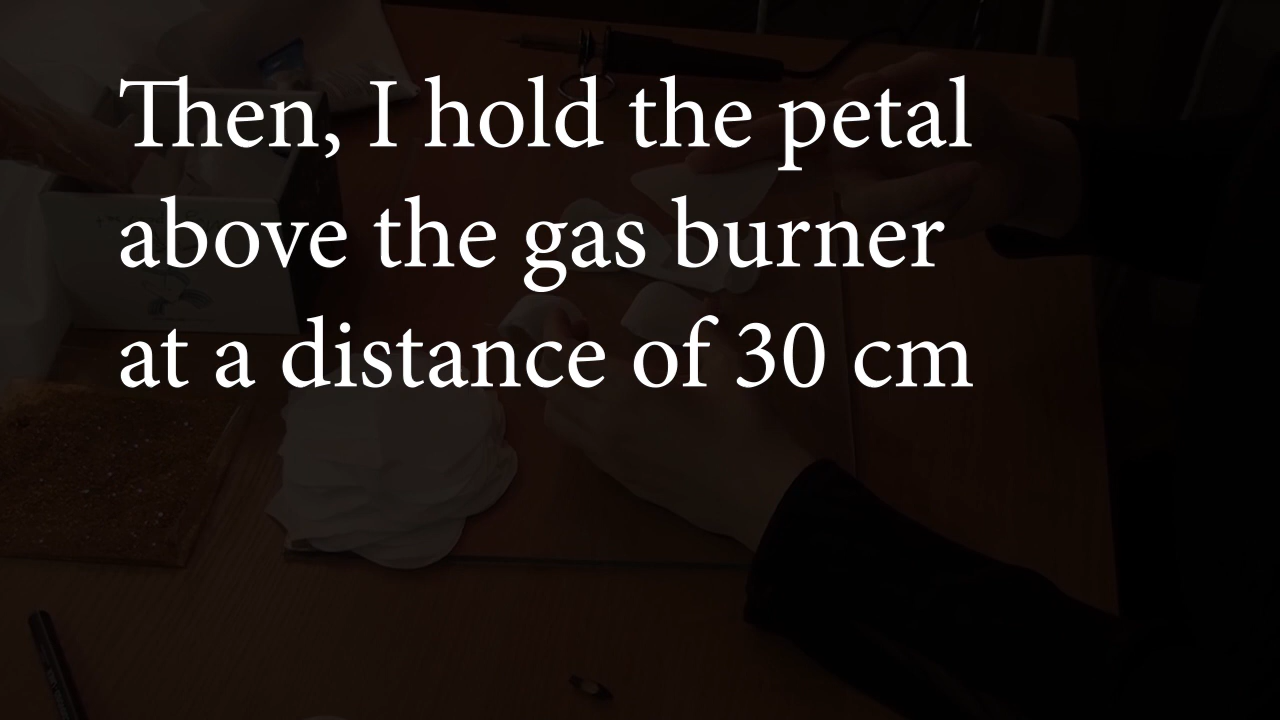 Then, I hold the petal
above the gas burner
at a distance of 30 cm